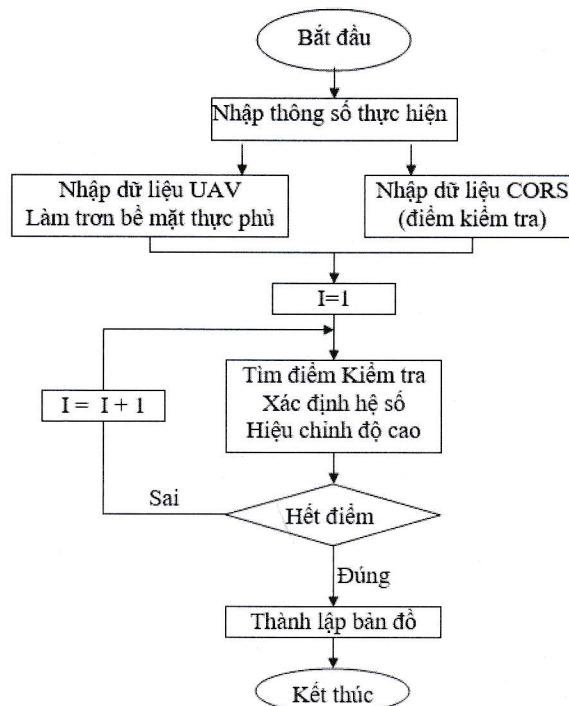 Bắt đầu
Nhập thông số thực hiện
Nhập dữ liệu UAV
Làm trơn bề mặt thực phủ
Nhập dữ liệu CORS
(điểm kiểm tra)
I=1
Tìm điểm Kiểm tra
Xác định hệ số
Hiệu chỉnh độ cao
I = I + 1
Sai
Hết điểm
Đúng
Thành lập bản đồ
Kết thúc